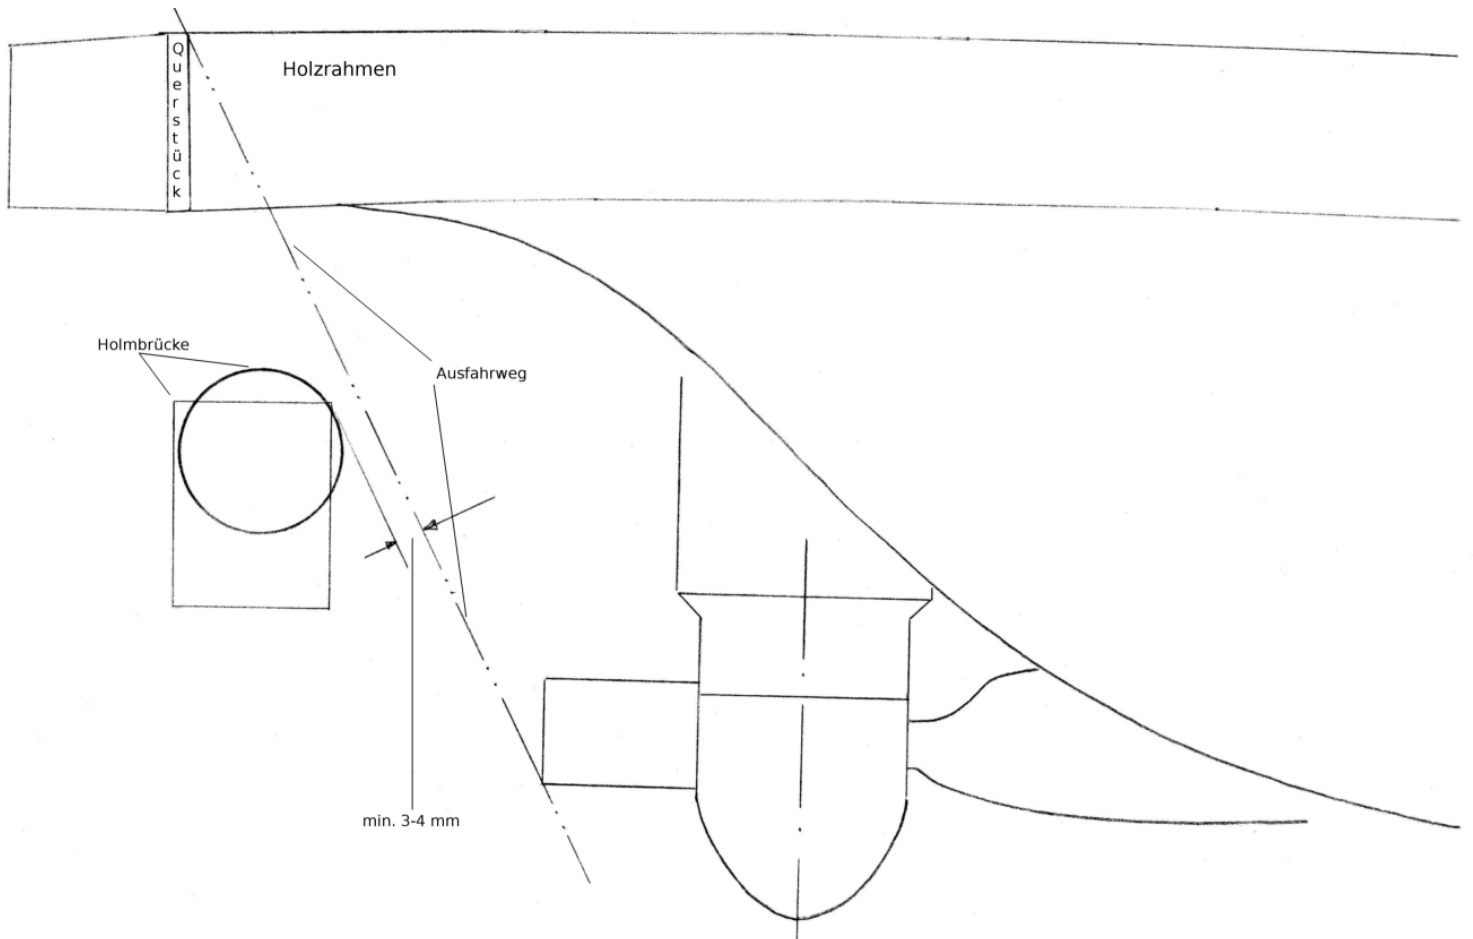 Querstück
Holzrahmen
Holmbrücke
Ausfahrweg
min. 3-4 mm